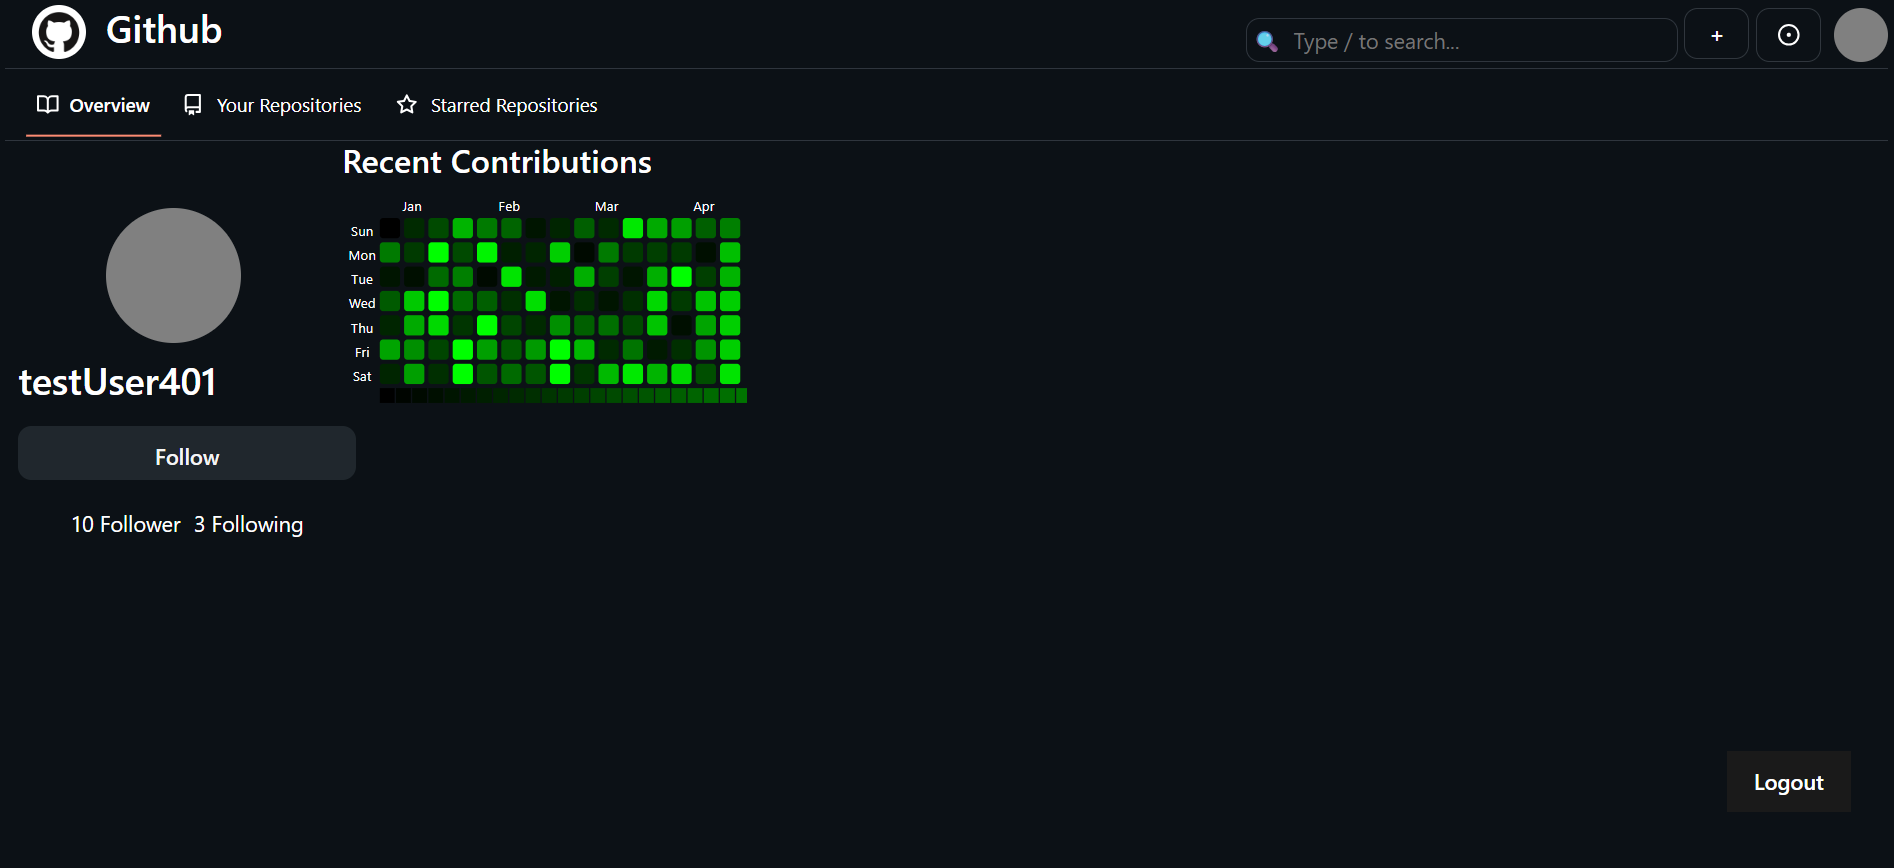 Github
Type / to search...
+
Overview
Your Repositories
Starred Repositories
Recent Contributions
Jan Feb Mar Apr
Sun
Mon
Tue
Wed
Thu
Fri
Sat
testUser401
Follow
10 Follower 3 Following
Logout